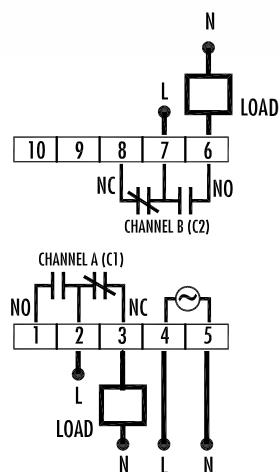 N
L
LOAD
10 9 8 7 6
NC NO
CHANNEL B (C2)
CHANNEL A (C1)
NO NC
1 2 3 4 5
L
LOAD
N L N